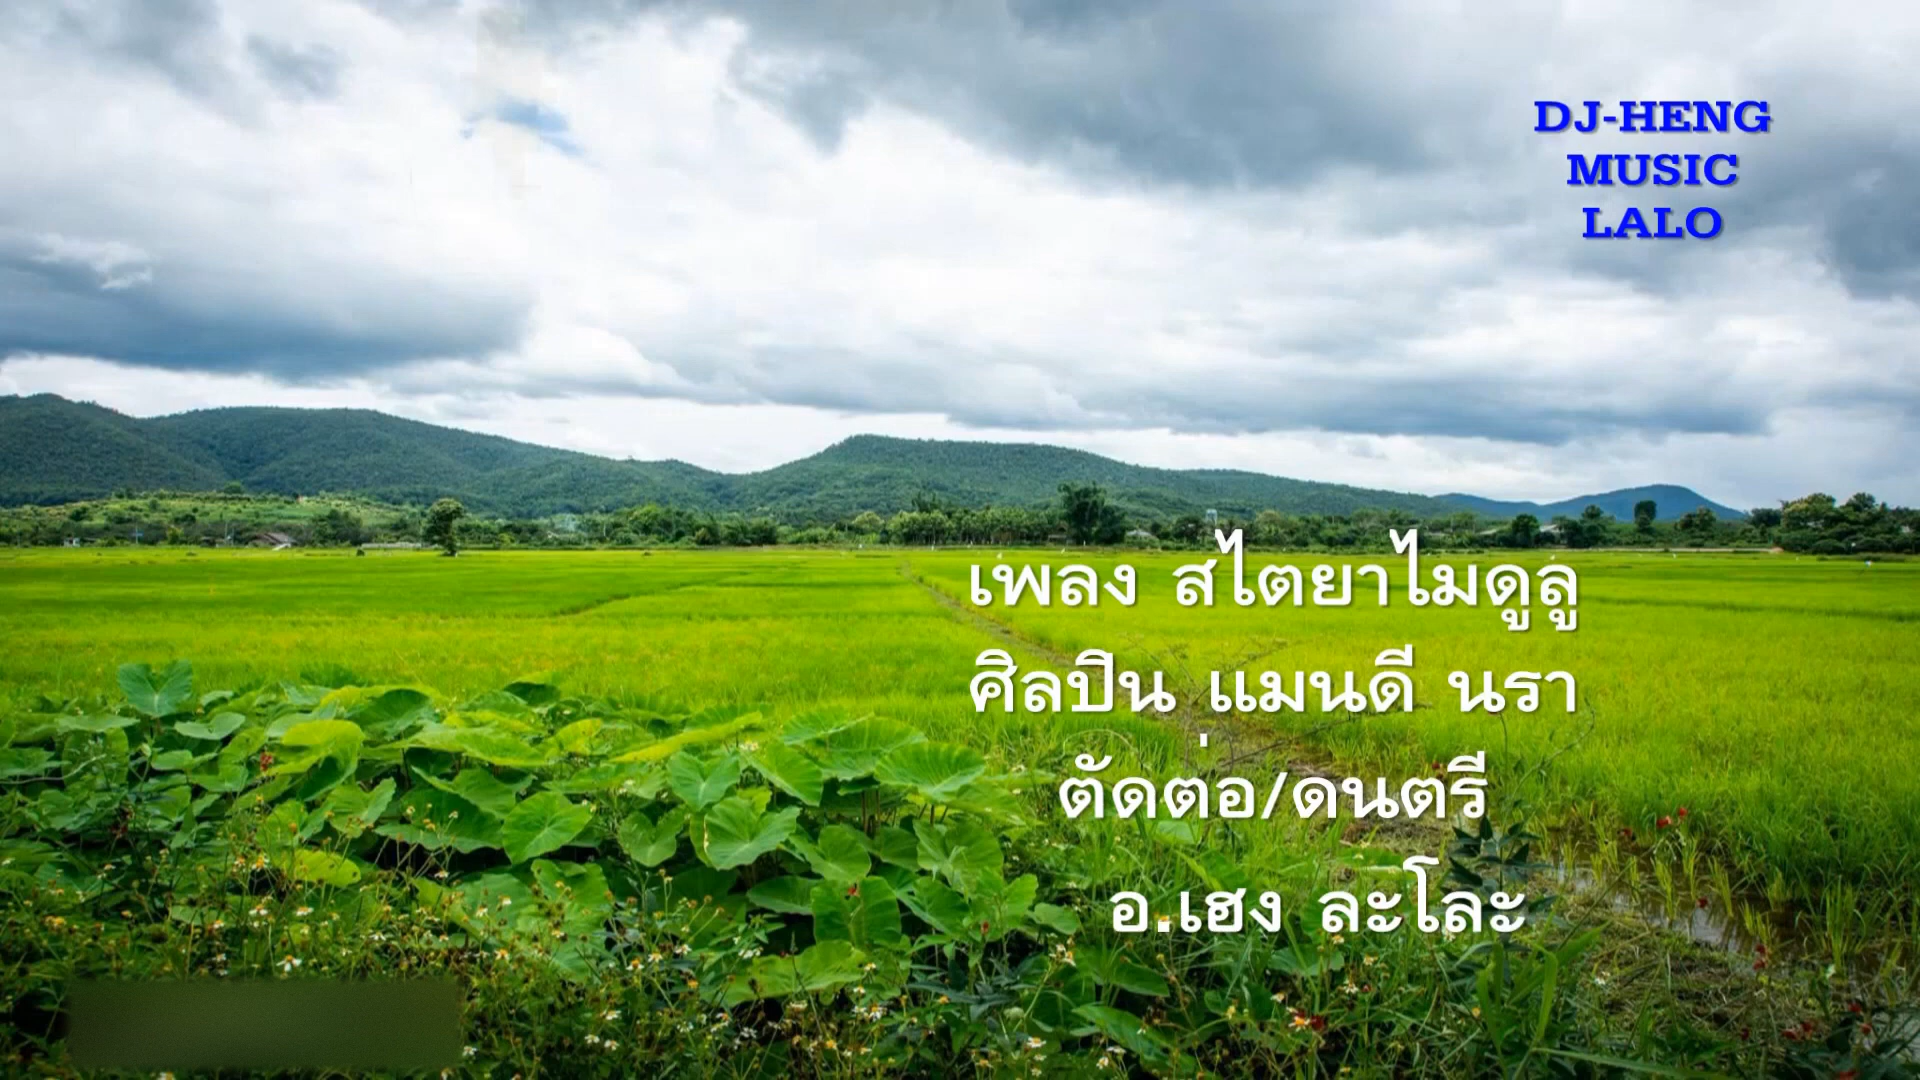 DJ-HENG
MUSIC
LALO
เพลง สไตยาไมดูลู
ศิลปิน แมนดี นรา
ตัดต่อ/ดนตรี
อ.เฮง ละโละ